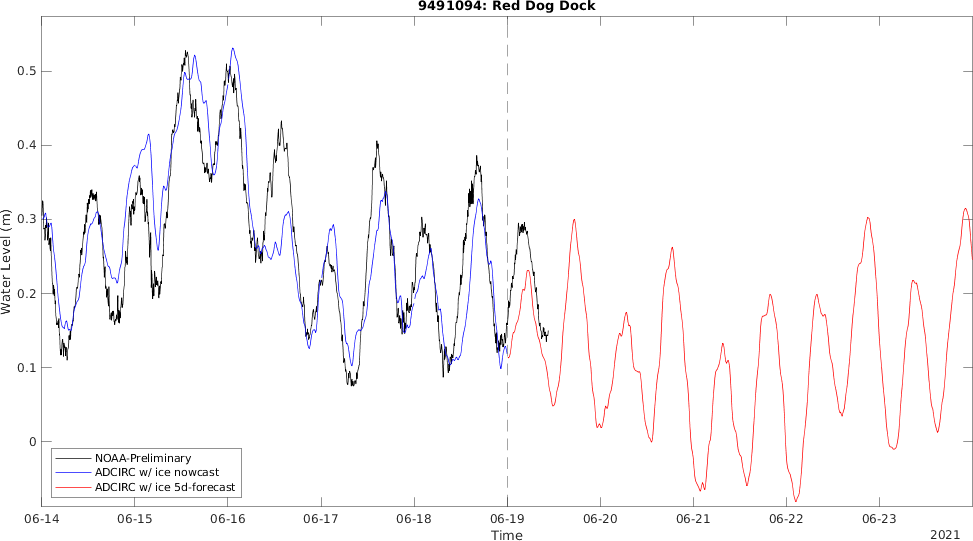 9491094: Red Dog Dock
Water Level (m)
0.5
0.4
0.3
0.2
0.1
0
NOAA-Preliminary
ADCIRC w/ ice nowcast
ADCIRC w/ ice 5d-forecast
06-14 06-15 06-16 06-17 06-18 06-19 06-20 06-21 06-22 06-23
Time
2021